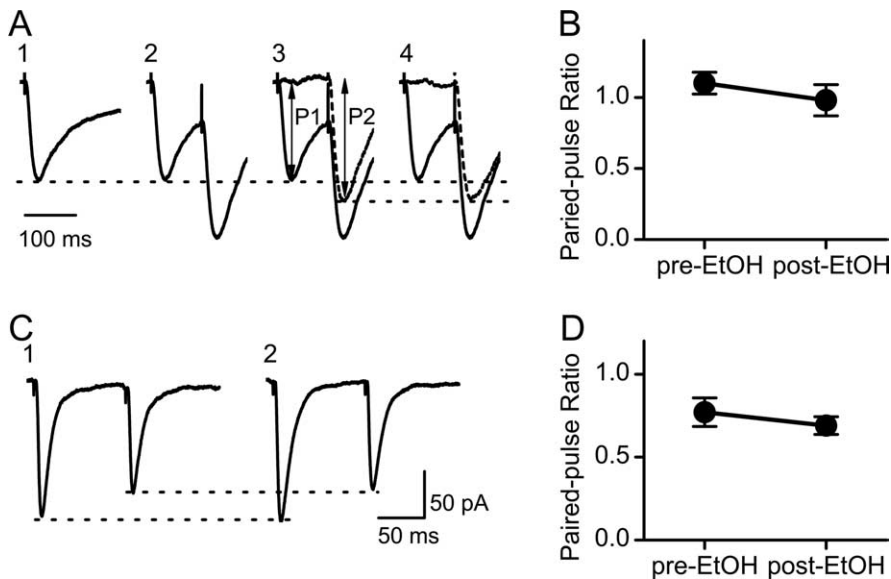 A
1
2
3
4
P1
P2
100 ms
B
Paried-pulse Ratio
1.0
0.5
0.0
pre-EtOH post-EtOH
C
1
2
50 pA
50 ms
D
Paired-pulse Ratio
1.0
0.5
0.0
pre-EtOH post-EtOH